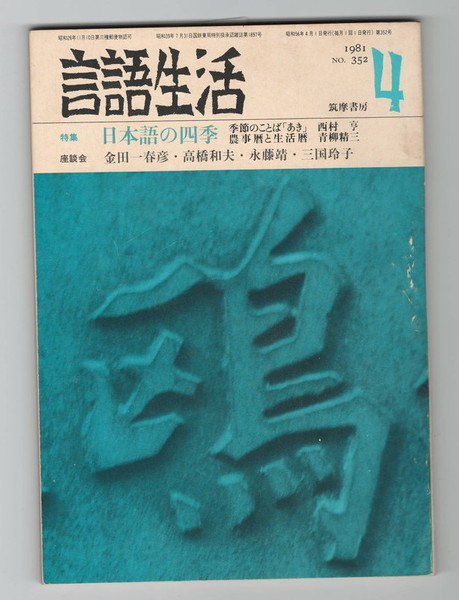 昭和26年11月10日第三種郵便物認可
昭和29年7月31日国鉄東局特別扱承認雑誌第1897号
昭和56年4月1日発行(毎月1回1日発行)第352号
言語生活
1981
NO. 352
4
筑摩書房
特集 日本語の四季
季節のことば「あき」 西村 亨
農事暦と生活暦 青柳精三
座談会 金田一春彦・高橋和夫・永藤靖・三国玲子
鴎